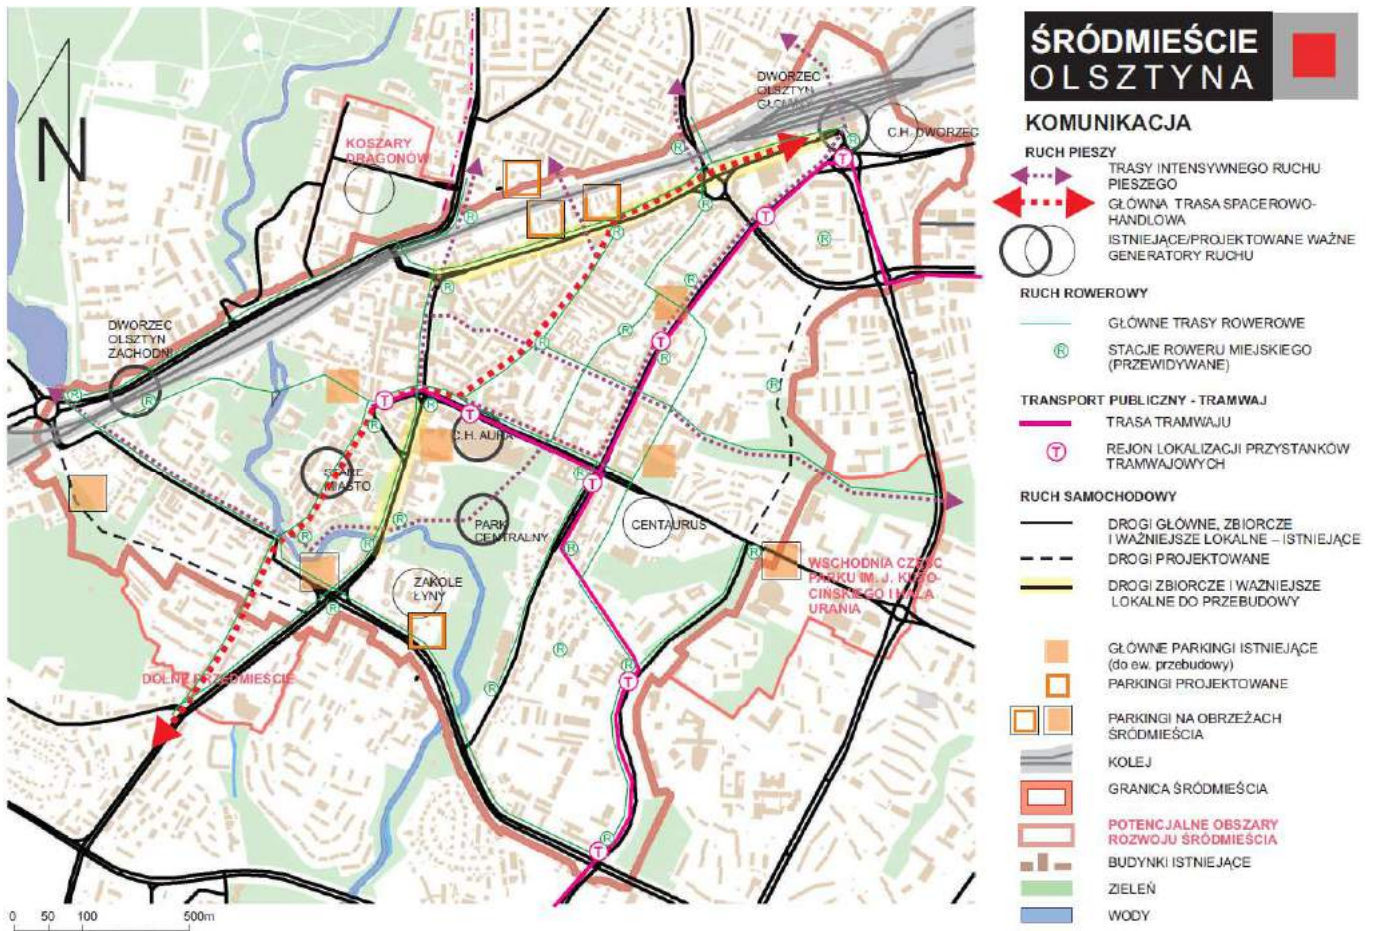 DWORZEC
OLSZTYN
GŁÓWNY
C.H. DWORZEC
KOSZARY
DRAGONÓW
N
DWORZEC
OLSZTYN
ZACHODNI
C.H. AURA
STARE
MIASTO
PARK
CENTRALNY
CENTAURUS
ZAKOLE
ŁYNY
WSCHODNIA CZĘŚĆ
PARKU IM. J. KUSO-
CIŃSKIEGO I HALA
URANIA
DOLNE PRZEDMIEŚCIE
0 50 100 500m
ŚRÓDMIEŚCIE
OLSZTYNA
KOMUNIKACJA
RUCH PIESZY
TRASY INTENSYWNEGO RUCHU
PIESZEGO
GŁÓWNA TRASA SPACEROWO-
HANDLOWA
ISTNIEJĄCE/PROJEKTOWANE WAŻNE
GENERATORY RUCHU
RUCH ROWEROWY
GŁÓWNE TRASY ROWEROWE
R STACJE ROWERU MIEJSKIEGO
(PRZEWIDYWANE)
TRANSPORT PUBLICZNY - TRAMWAJ
TRASA TRAMWAJU
T REJON LOKALIZACJI PRZYSTANKÓW
TRAMWAJOWYCH
RUCH SAMOCHODOWY
DROGI GŁÓWNE, ZBIORCZE
I WAŻNIEJSZE LOKALNE – ISTNIEJĄCE
DROGI PROJEKTOWANE
DROGI ZBIORCZE I WAŻNIEJSZE
LOKALNE DO PRZEBUDOWY
GŁÓWNE PARKINGI ISTNIEJĄCE
(do ew. przebudowy)
PARKINGI PROJEKTOWANE
PARKINGI NA OBRZEŻACH
ŚRÓDMIEŚCIA
KOLEJ
GRANICA ŚRÓDMIEŚCIA
POTENCJALNE OBSZARY
ROZWOJU ŚRÓDMIEŚCIA
BUDYNKI ISTNIEJĄCE
ZIELEŃ
WODY